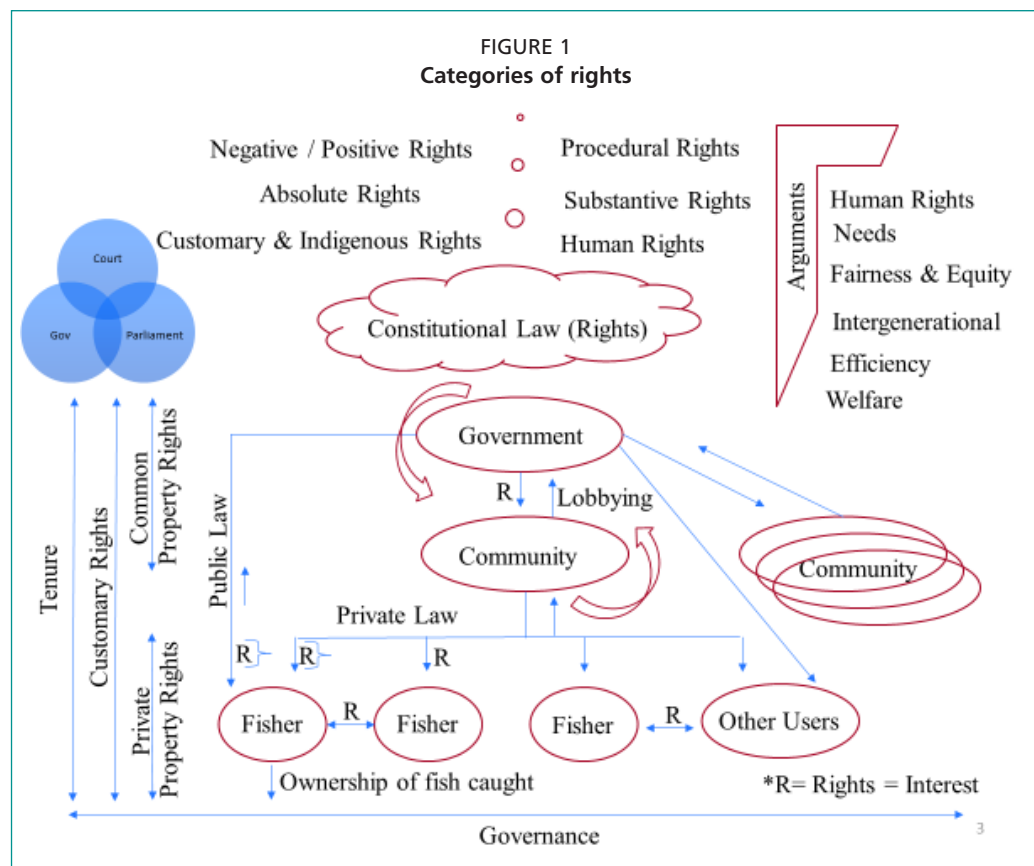 FIGURE 1
Categories of rights
Negative / Positive Rights
Procedural Rights
Absolute Rights
Substantive Rights
Customary & Indigenous Rights
Human Rights
Arguments
Human Rights
Needs
Fairness & Equity
Intergenerational
Efficiency
Welfare
Court
Gov
Parliament
Constitutional Law (Rights)
Government
R
Lobbying
Community
Community
Tenure
Customary Rights
Common
Property Rights
Private
Property Rights
Public Law
Private Law
R
R
R
Fisher
R
Fisher
Fisher
R
Other Users
Ownership of fish caught
*R= Rights = Interest
Governance
3